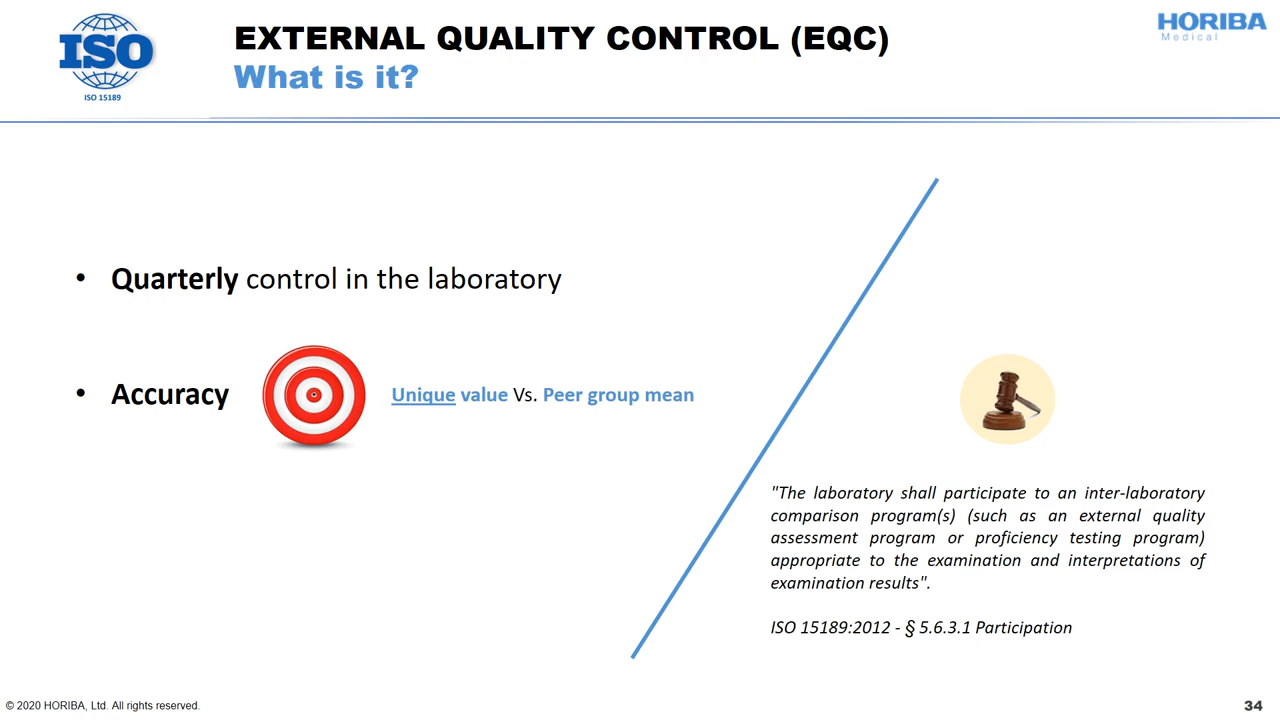 ISO
ISO 15189
EXTERNAL QUALITY CONTROL (EQC)
What is it?
HORIBA
Medical
• Quarterly control in the laboratory
• Accuracy
Unique value Vs. Peer group mean
"The laboratory shall participate to an inter-laboratory
comparison program(s) (such as an external quality
assessment program or proficiency testing program)
appropriate to the examination and interpretations of
examination results".
ISO 15189:2012 - § 5.6.3.1 Participation
© 2020 HORIBA, Ltd. All rights reserved.
34